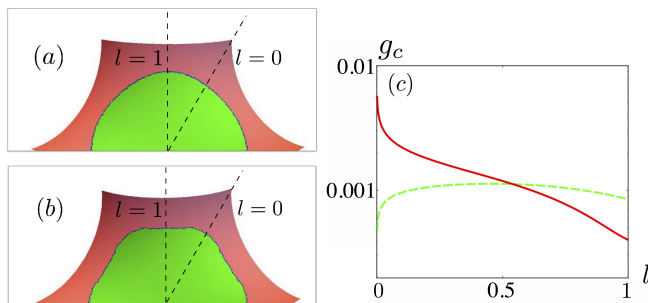 (a)
l = 1
l = 0
(b)
l = 1
l = 0
g_c
0.01
(c)
0.001
0
0.5
1
l